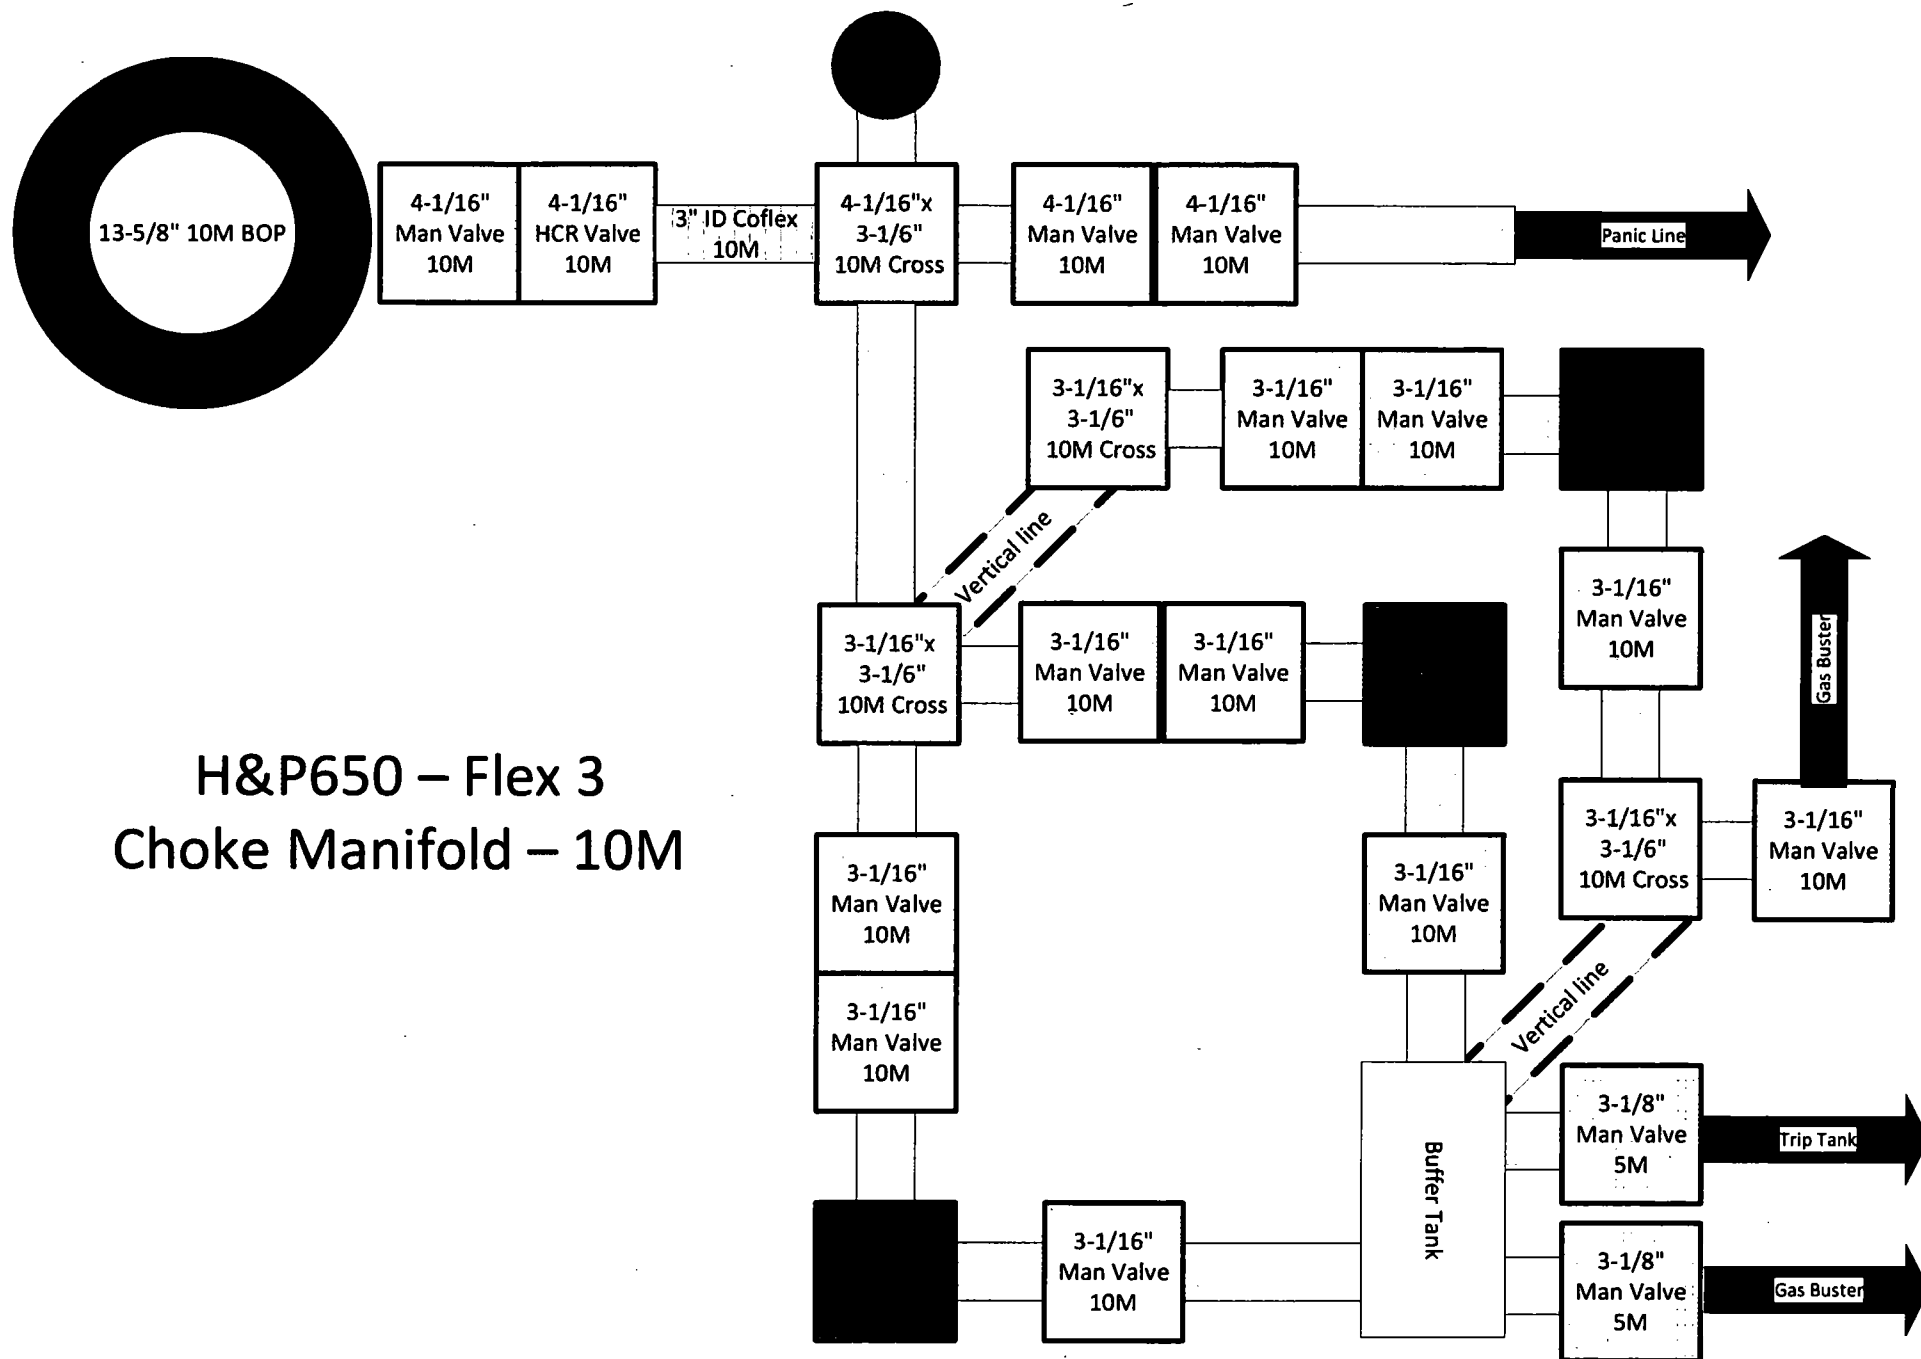 13-5/8" 10M BOP
4-1/16"
Man Valve
10M
4-1/16"
HCR Valve
10M
3" ID Coflex
10M
4-1/16"x
3-1/6"
10M Cross
4-1/16"
Man Valve
10M
4-1/16"
Man Valve
10M
Panic Line
3-1/16"x
3-1/6"
10M Cross
3-1/16"
Man Valve
10M
3-1/16"
Man Valve
10M
Vertical line
3-1/16"
Man Valve
10M
Gas Buster
3-1/16"x
3-1/6"
10M Cross
3-1/16"
Man Valve
10M
3-1/16"
Man Valve
10M
H&P650 – Flex 3
Choke Manifold – 10M
3-1/16"
Man Valve
10M
3-1/16"
Man Valve
10M
3-1/16"x
3-1/6"
10M Cross
3-1/16"
Man Valve
10M
3-1/16"
Man Valve
10M
Vertical line
Buffer Tank
3-1/8"
Man Valve
5M
Trip Tank
3-1/16"
Man Valve
10M
3-1/8"
Man Valve
5M
Gas Buster